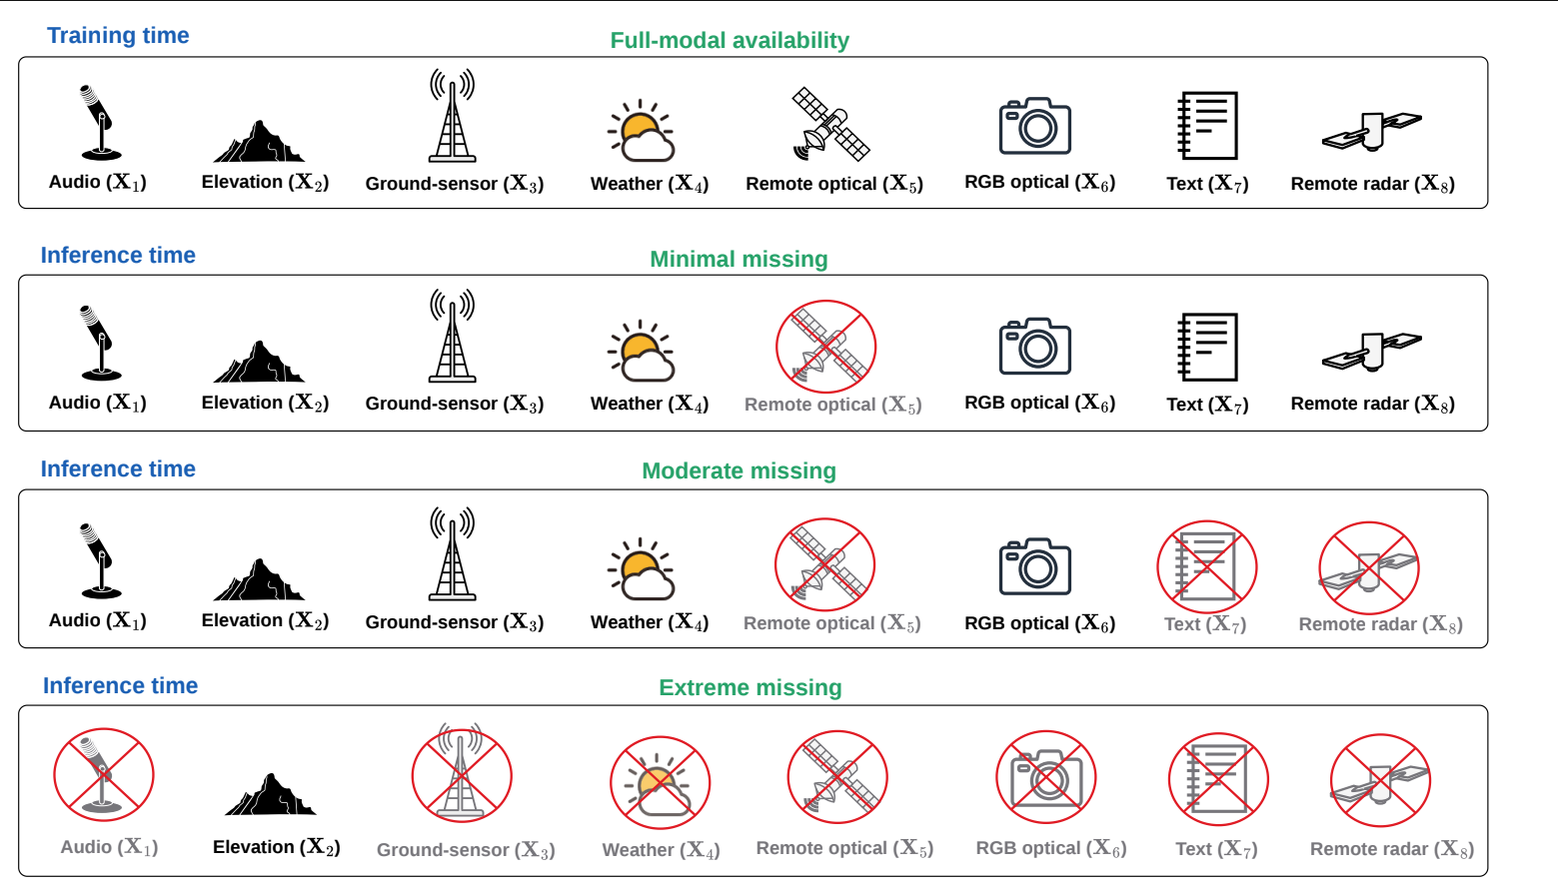 Training time
Full-modal availability
Audio (X₁) Elevation (X₂) Ground-sensor (X₃) Weather (X₄) Remote optical (X₅) RGB optical (X₆) Text (X₇) Remote radar (X₈)
Inference time
Minimal missing
Audio (X₁) Elevation (X₂) Ground-sensor (X₃) Weather (X₄) Remote optical (X₅) RGB optical (X₆) Text (X₇) Remote radar (X₈)
Inference time
Moderate missing
Audio (X₁) Elevation (X₂) Ground-sensor (X₃) Weather (X₄) Remote optical (X₅) RGB optical (X₆) Text (X₇) Remote radar (X₈)
Inference time
Extreme missing
Audio (X₁) Elevation (X₂) Ground-sensor (X₃) Weather (X₄) Remote optical (X₅) RGB optical (X₆) Text (X₇) Remote radar (X₈)